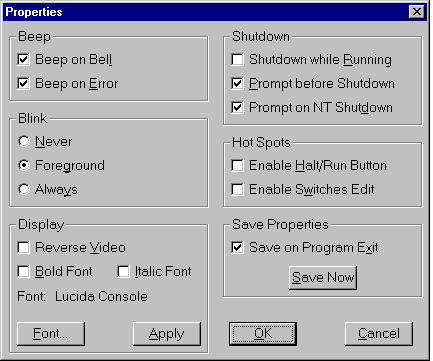 Properties
Beep
Beep on Bell
Beep on Error
Blink
Never
Foreground
Always
Display
Reverse Video
Bold Font Italic Font
Font: Lucida Console
Font... Apply
Shutdown
Shutdown while Running
Prompt before Shutdown
Prompt on NT Shutdown
Hot Spots
Enable Halt/Run Button
Enable Switches Edit
Save Properties
Save on Program Exit
Save Now
OK Cancel